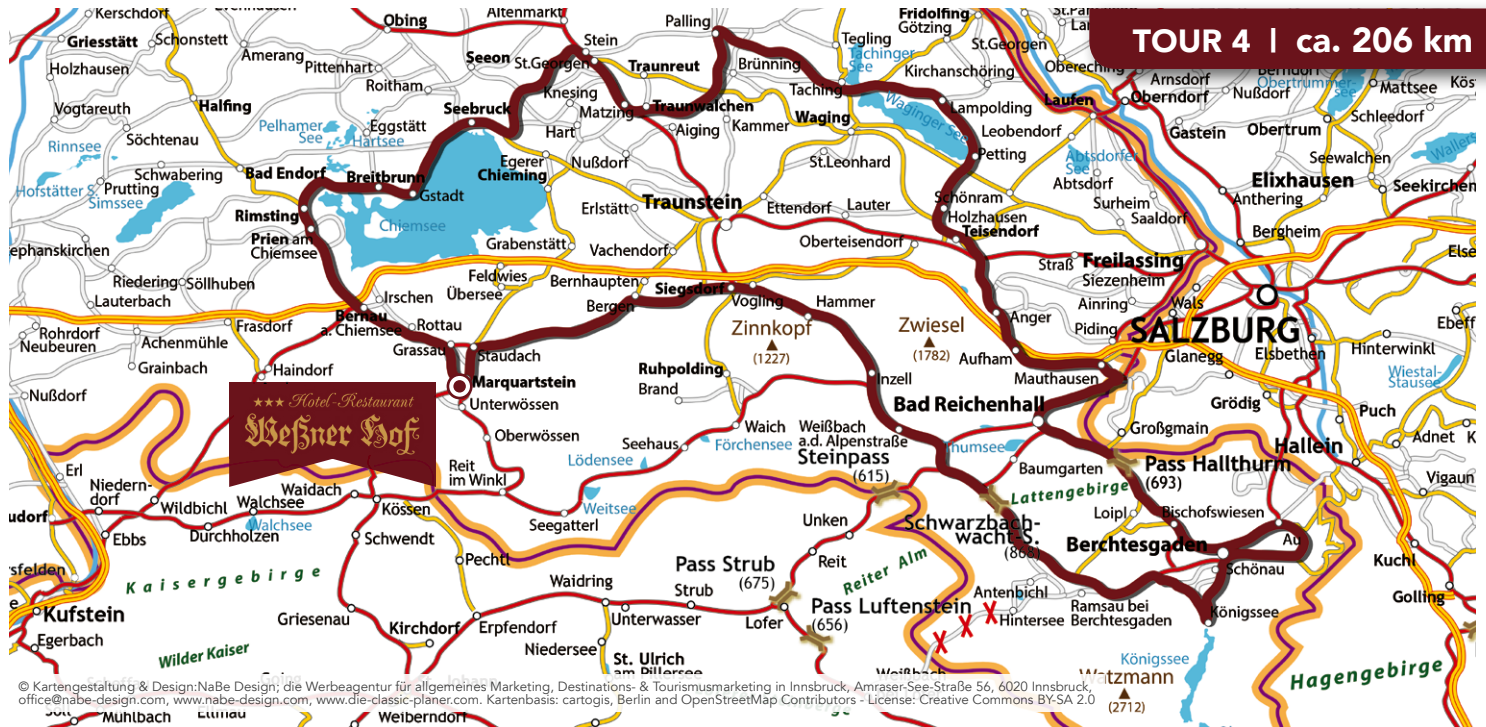 TOUR 4 | ca. 206 km
Kerschdorf
Altenmarkt
Obing
Palling
Fridolfing
Götzing
Griesstätt
Schonstett
Amerang
Pittenhart
Stein
Tegling
Tachinger
See
St.Georgen
Holzhausen
Seeon
St.Georgen
Traunreut
Brünning
Kirchanschöring
Obereching
Arnsdorf
Nußdorf
Obertrumer-
see
Mattsee
Vogtareuth
Halfing
Roitham
Knesing
Taching
Lampolding
Laufen
Oberndorf
Seebruck
Matzing
Traunwalchen
Waging
Waginger See
Leobendorf
Gastein
Obertrum
Schleedorf
Söchtenau
Pelhamer
See
Eggstätt
Hartsee
Hart
Aiging
Kammer
Petting
Seewalchen
Rinnsee
Schwabering
Bad Endorf
Breitbrunn
Egerer
Chieming
Nußdorf
St.Leonhard
Abtsdorfer
See
Abtsdorf
Elixhausen
Seekirchen
Hofstätter S.
Prutting
Simssee
Gstadt
Erlstätt
Traunstein
Ettendorf
Lauter
Schönram
Surheim
Saaldorf
Anthering
Rimsting
Chiemsee
Holzhausen
Teisendorf
Bergheim
Prien am
Chiemsee
Grabenstätt
Vachendorf
Oberteisendorf
Straß
Freilassing
Siezenheim
Riedering
Söllhuben
Feldwies
Übersee
Bernhaupten
Siegsdorf
Vogling
Hammer
Ainring
Wals
Lauterbach
Irschen
Bergen
Anger
Piding
SALZBURG
Rohrdorf
Neubeuren
Frasdorf
Achenmühle
Bernau
a. Chiemsee
Rottau
Grassau
Staudach
Zinnkopf
(1227)
Zwiesel
(1782)
Aufham
Glanegg
Elsbethen
Hinterwinkl
Wiestal-
Stausee
Grainbach
Haindorf
Marquartstein
Ruhpolding
Brand
Inzell
Mauthausen
Nußdorf
★★★ Hotel-Restaurant
Weßner Hof
Unterwössen
Bad Reichenhall
Grödig
Puch
Oberwössen
Seehaus
Waich
Förchensee
Weißbach
a.d. Alpenstraße
Steinpass
(615)
Thumsee
Großgmain
Hallein
Adnet
Erl
Lödensee
Baumgarten
Pass Hallthurm
(693)
Reit
im Winkl
Weitsee
Lattengebirge
Vigaun
Niedern-
dorf
Wildbichl
Walchsee
Waidach
Walchsee
Durchholzen
Kössen
Seegatterl
Unken
Schwarzbach-
wacht-S.
(868)
Loipl
Bischofswiesen
Ebbs
Schwendt
Pechtl
Berchtesgaden
Au
Kuchl
Kaisergebirge
Pass Strub
(675)
Reit
Reiter Alm
Schönau
Kufstein
Waidring
Strub
Antenbichl
Hintersee
Ramsau bei
Berchtesgaden
Golling
Griesenau
Kirchdorf
Erpfendorf
Unterwasser
Lofer
Pass Luftenstein
(656)
Königssee
Egerbach
Wilder Kaiser
Niedersee
St. Ulrich
am Pillersee
Weißbach
Königssee
Watzmann
(2712)
Hagengebirge
© Kartengestaltung & Design:NaBe Design; die Werbeagentur für allgemeines Marketing, Destinations- & Tourismusmarketing in Innsbruck, Amraser-See-Straße 56, 6020 Innsbruck,
office@nabe-design.com, www.nabe-design.com, www.die-classic-planer.com. Kartenbasis: cartogis, Berlin and OpenStreetMap Contributors - License: Creative Commons BY-SA 2.0
Mühlbach
Ellmau
Weiberndorf